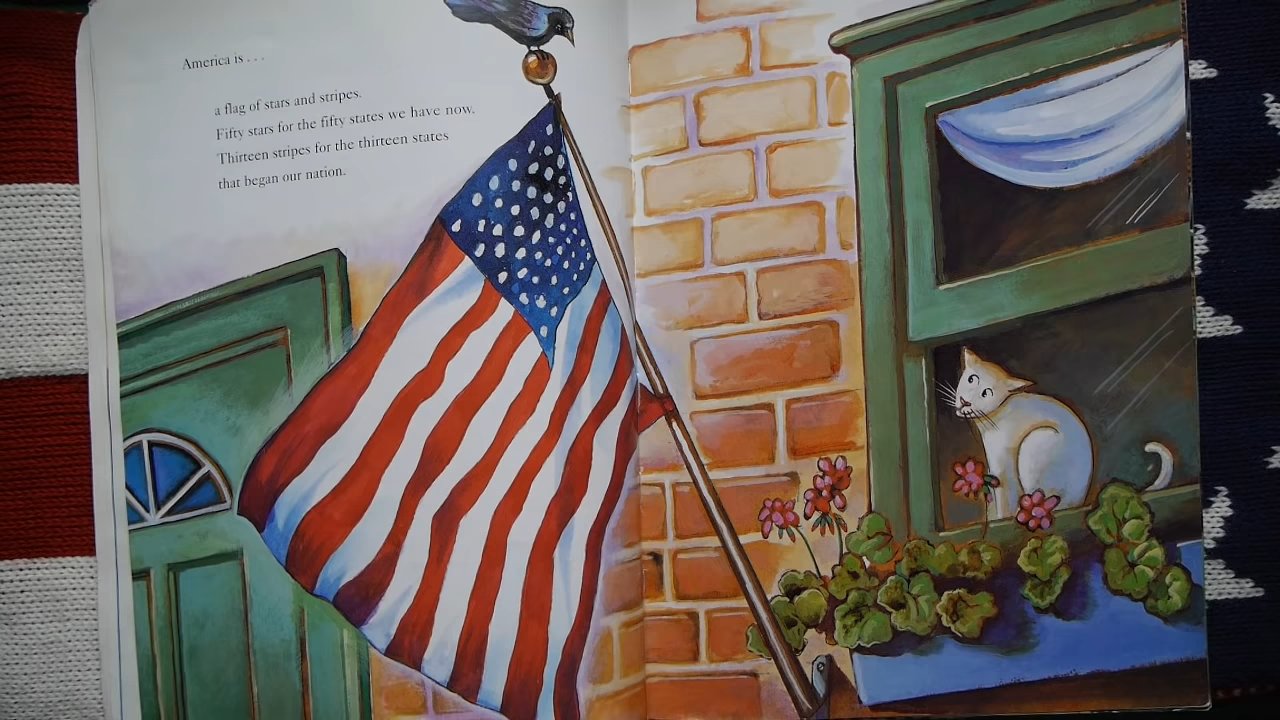 America is . . .
a flag of stars and stripes.
Fifty stars for the fifty states we have now.
Thirteen stripes for the thirteen states
that began our nation.